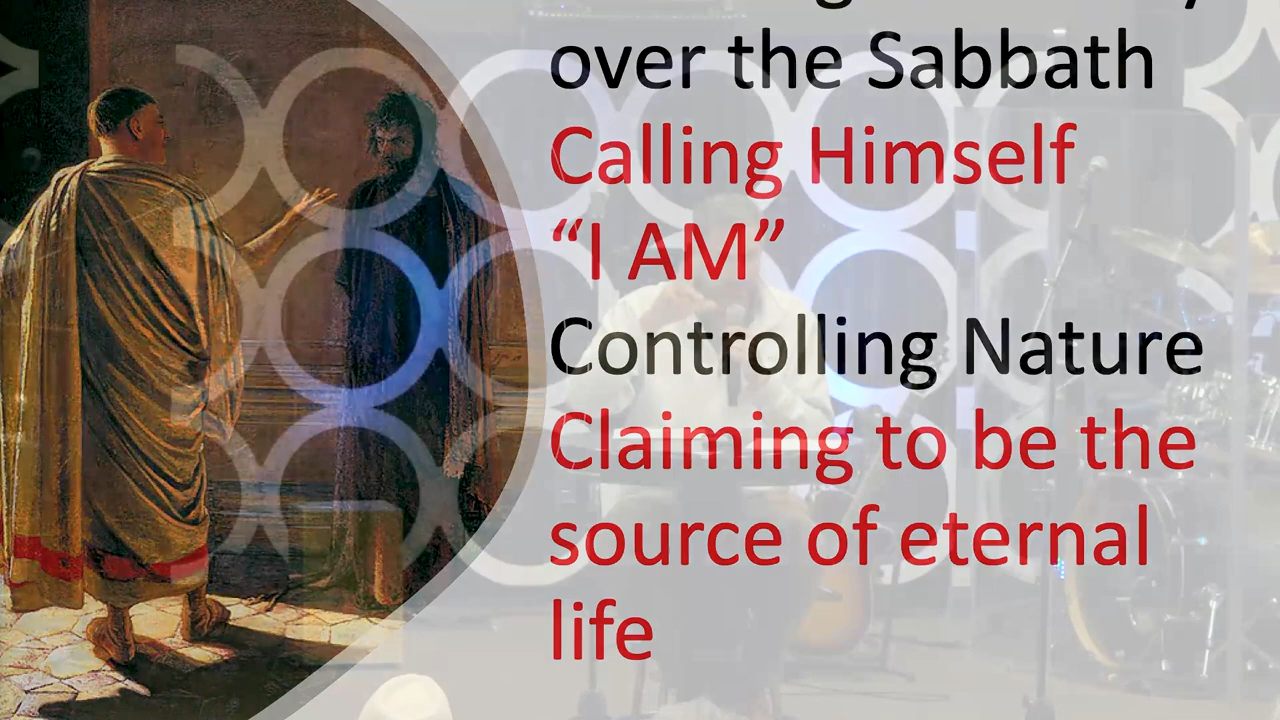 over the Sabbath
Calling Himself
“I AM”
Controlling Nature
Claiming to be the
source of eternal
life